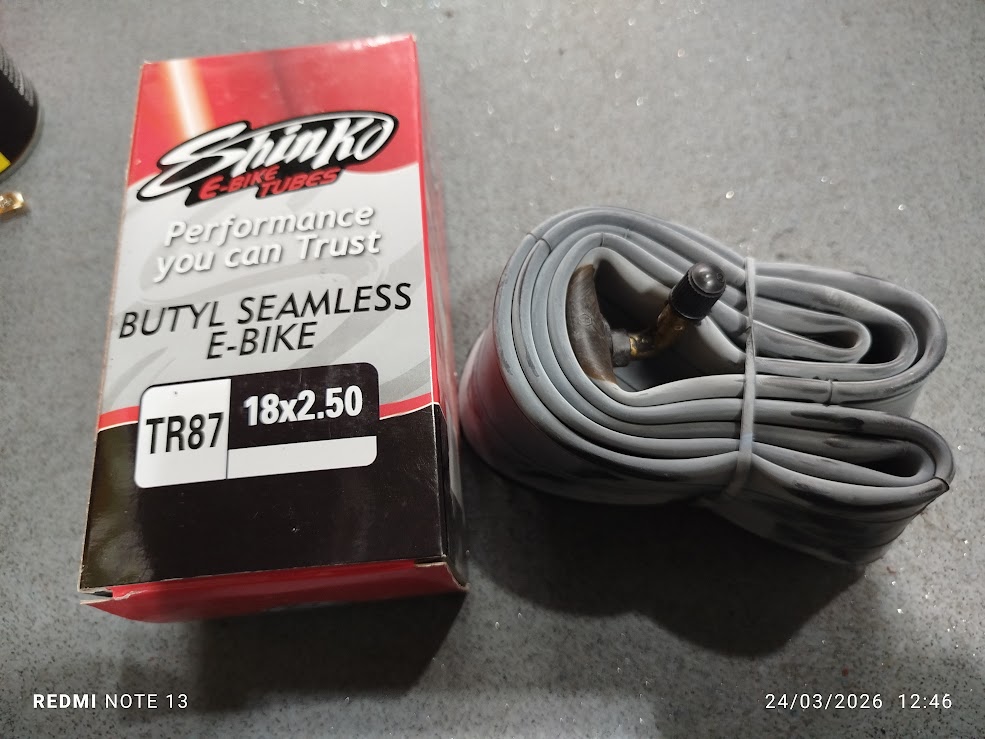 Shinko
E-BIKE
TUBES
Performance
you can Trust
BUTYL SEAMLESS
E-BIKE
TR87
18x2.50
REDMI NOTE 13
24/03/2026 12:46